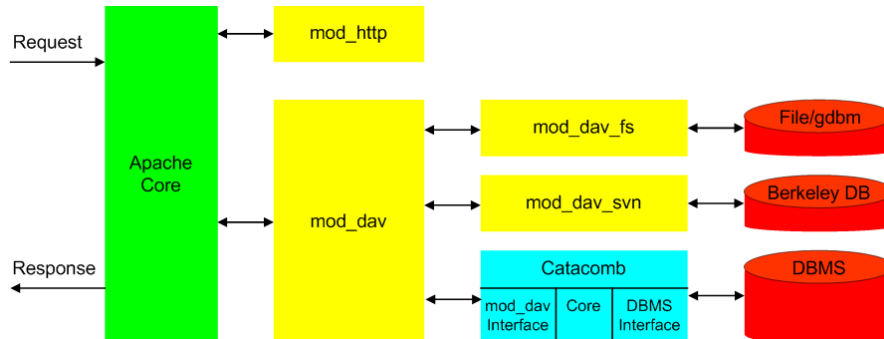 Request
Response
Apache
Core
mod_http
mod_dav
mod_dav_fs
File/gdbm
mod_dav_svn
Berkeley DB
Catacomb
mod_dav
Interface
Core
DBMS
Interface
DBMS